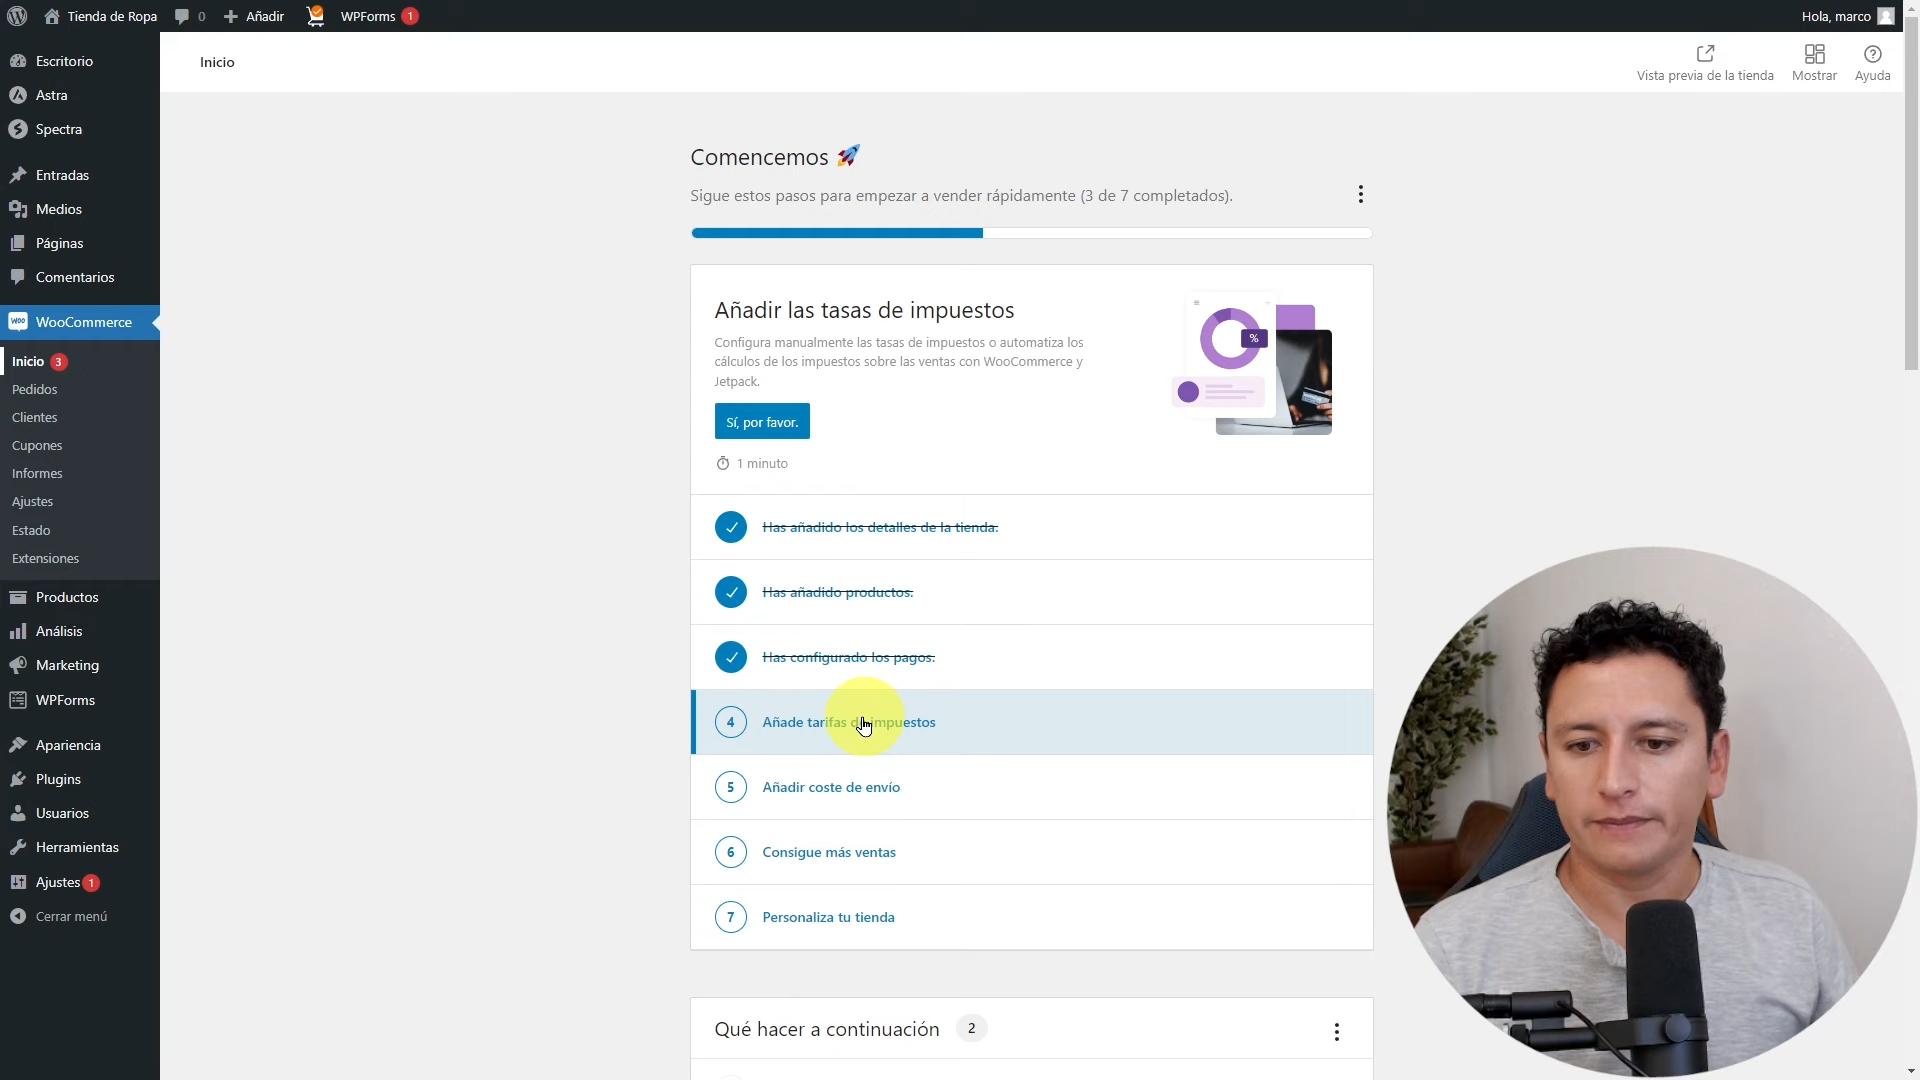 Tienda de Ropa
0
Añadir
WPForms 1
Hola, marco
Escritorio
Astra
Spectra
Entradas
Medios
Páginas
Comentarios
WooCommerce
Inicio 3
Pedidos
Clientes
Cupones
Informes
Ajustes
Estado
Extensiones
Productos
Análisis
Marketing
WPForms
Apariencia
Plugins
Usuarios
Herramientas
Ajustes 1
Cerrar menú
Inicio
Vista previa de la tienda
Mostrar
Ayuda
Comencemos 🚀
Sigue estos pasos para empezar a vender rápidamente (3 de 7 completados).
Añadir las tasas de impuestos
Configura manualmente las tasas de impuestos o automatiza los
cálculos de los impuestos sobre las ventas con WooCommerce y
Jetpack.
%
Sí, por favor.
1 minuto
Has añadido los detalles de la tienda.
Has añadido productos.
Has configurado los pagos.
4 Añade tarifas de impuestos
5 Añadir coste de envío
6 Consigue más ventas
7 Personaliza tu tienda
Qué hacer a continuación 2